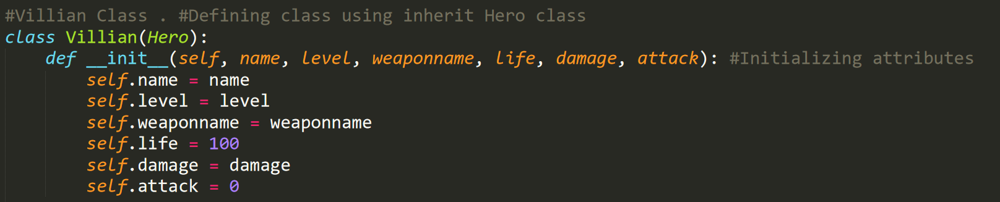 #Villian Class . #Defining class using inherit Hero class
class Villian(Hero):
    def __init__(self, name, level, weaponname, life, damage, attack): #Initializing attributes
        self.name = name
        self.level = level
        self.weaponname = weaponname
        self.life = 100
        self.damage = damage
        self.attack = 0